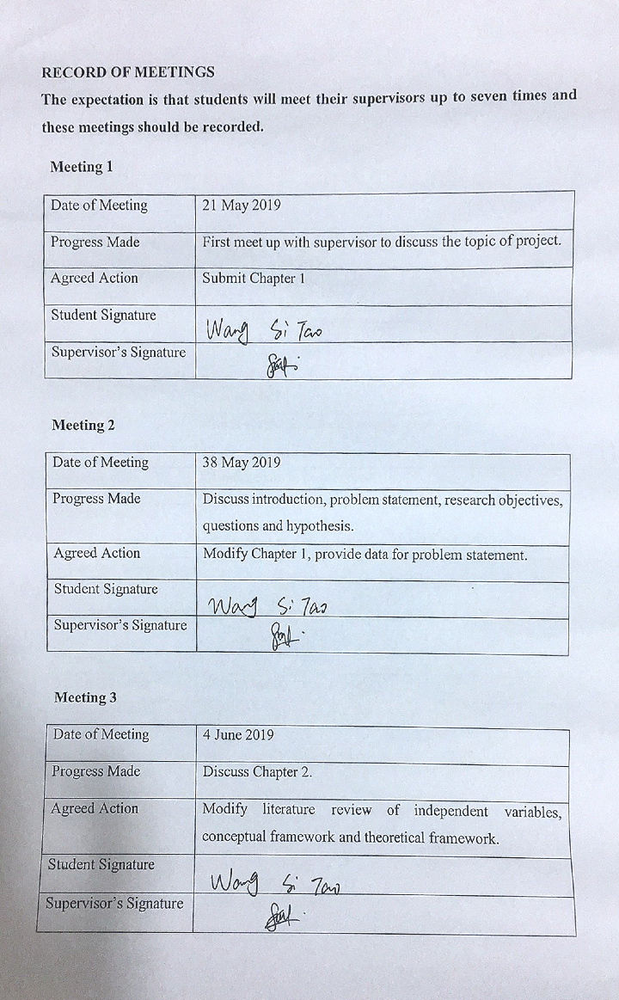 RECORD OF MEETINGS
The expectation is that students will meet their supervisors up to seven times and
these meetings should be recorded.
Meeting 1
Date of Meeting 21 May 2019
Progress Made First meet up with supervisor to discuss the topic of project.
Agreed Action Submit Chapter 1
Student Signature Wang Si Tao
Supervisor's Signature
Meeting 2
Date of Meeting 38 May 2019
Progress Made Discuss introduction, problem statement, research objectives,
questions and hypothesis.
Agreed Action Modify Chapter 1, provide data for problem statement.
Student Signature Wang Si Tao
Supervisor's Signature
Meeting 3
Date of Meeting 4 June 2019
Progress Made Discuss Chapter 2.
Agreed Action Modify literature review of independent variables,
conceptual framework and theoretical framework.
Student Signature Wang Si Tao
Supervisor's Signature